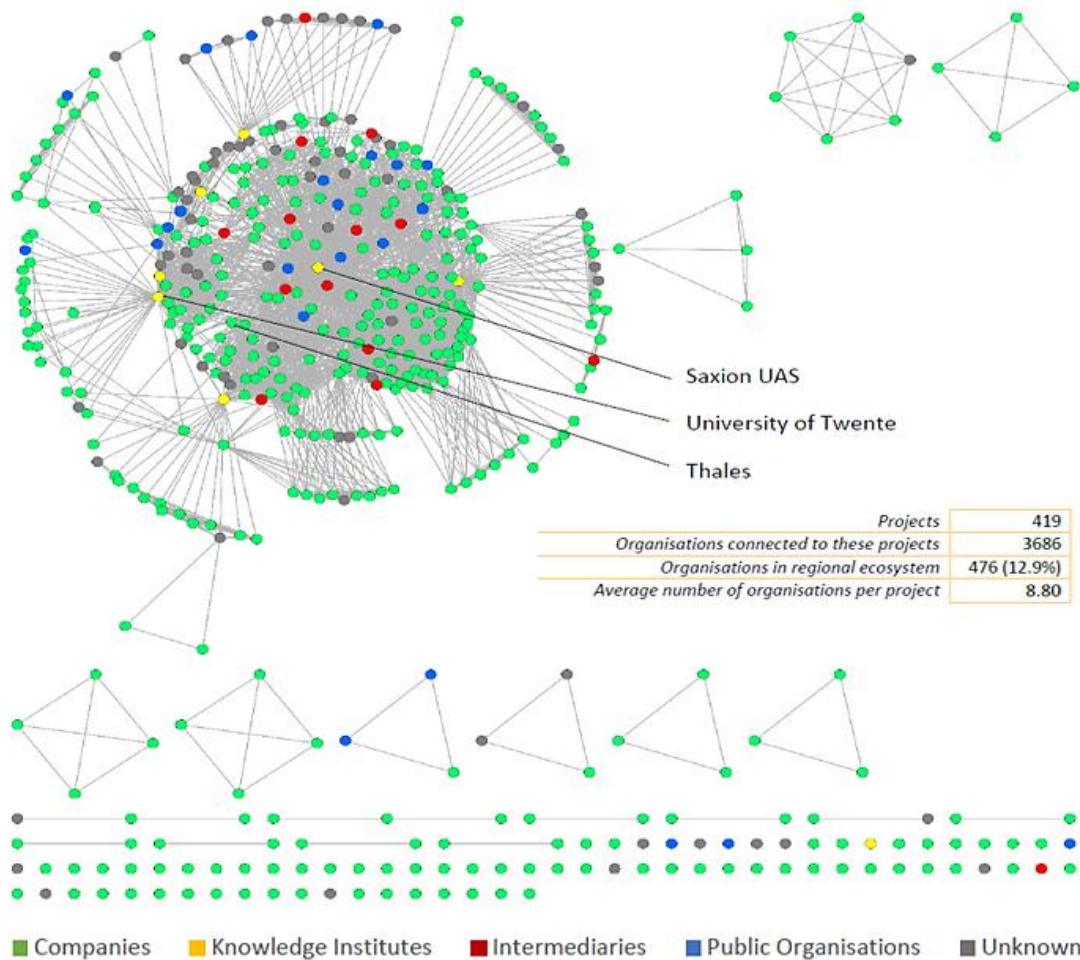 Saxion UAS
University of Twente
Thales
Projects 419
Organisations connected to these projects 3686
Organisations in regional ecosystem 476 (12.9%)
Average number of organisations per project 8.80
Companies Knowledge Institutes Intermediaries Public Organisations Unknown